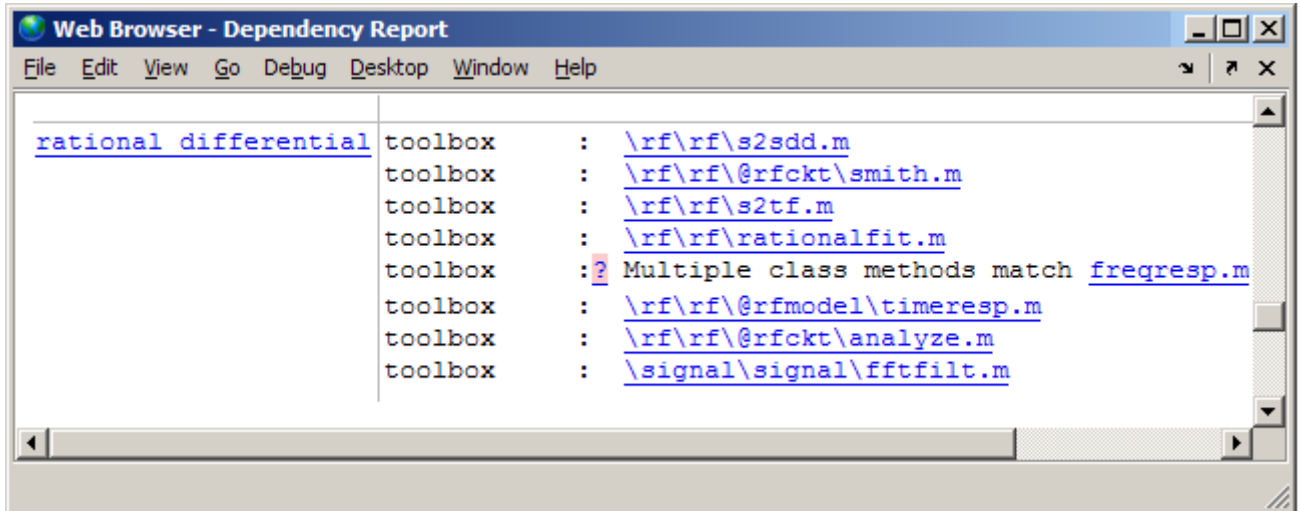 Web Browser - Dependency Report
File Edit View Go Debug Desktop Window Help
rational differential toolbox : \rf\rf\s2sdd.m
toolbox : \rf\rf\@rfckt\smith.m
toolbox : \rf\rf\s2tf.m
toolbox : \rf\rf\rationalfit.m
toolbox :? Multiple class methods match freqresp.m
toolbox : \rf\rf\@rfmodel\timeresp.m
toolbox : \rf\rf\@rfckt\analyze.m
toolbox : \signal\signal\fftfilt.m